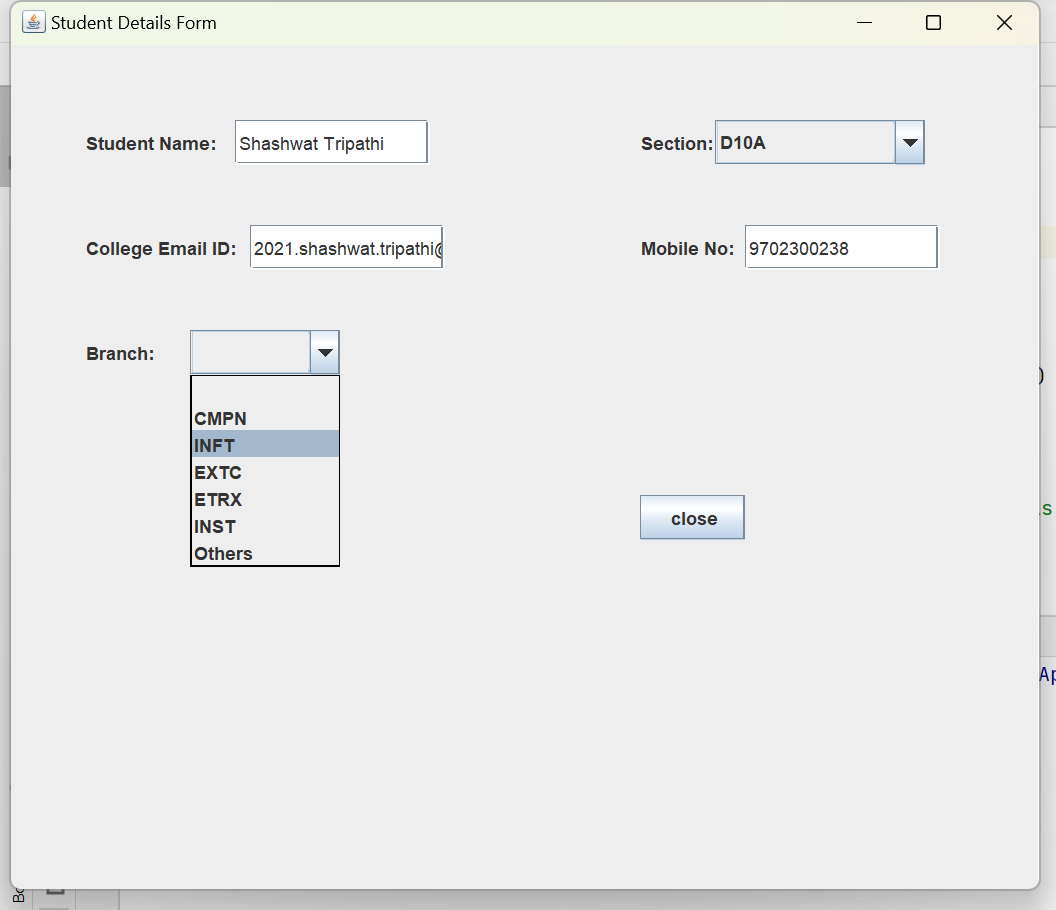 Student Details Form
Student Name: Shashwat Tripathi Section: D10A
College Email ID: 2021.shashwat.tripathi@ Mobile No: 9702300238
Branch:
CMPN
INFT
EXTC
ETRX
INST
Others
close
)
s
Ap